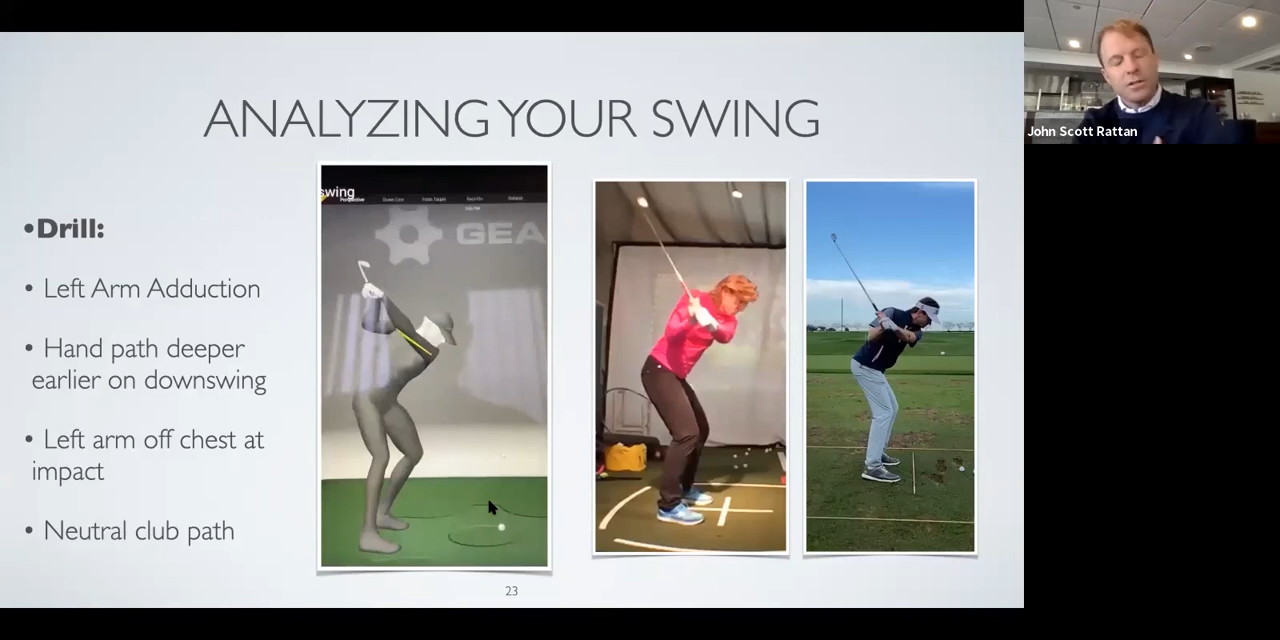 ANALYZING YOUR SWING
John Scott Rattan
swing
GEA
•Drill:
• Left Arm Adduction
• Hand path deeper
earlier on downswing
• Left arm off chest at
impact
• Neutral club path
23